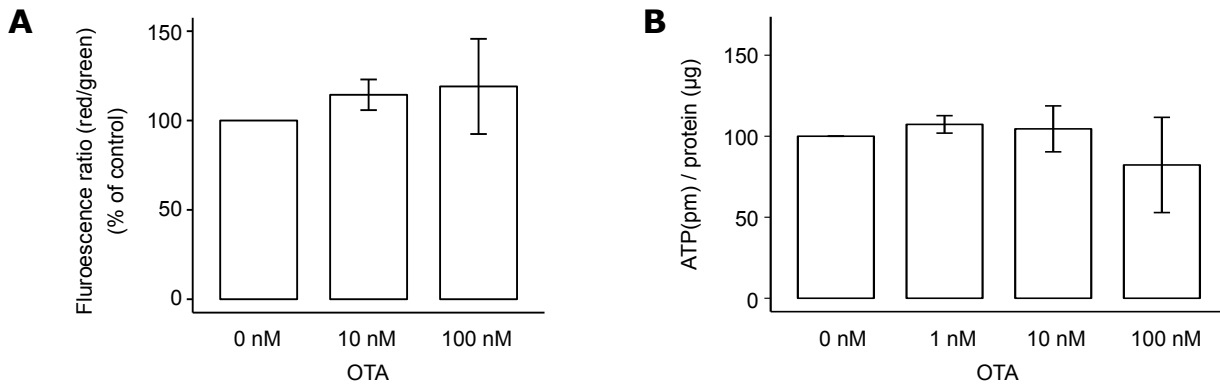 A
Fluroescence ratio (red/green)
(% of control)
150
100
50
0
0 nM 10 nM 100 nM
OTA
B
ATP(pm) / protein (µg)
150
100
50
0
0 nM 1 nM 10 nM 100 nM
OTA